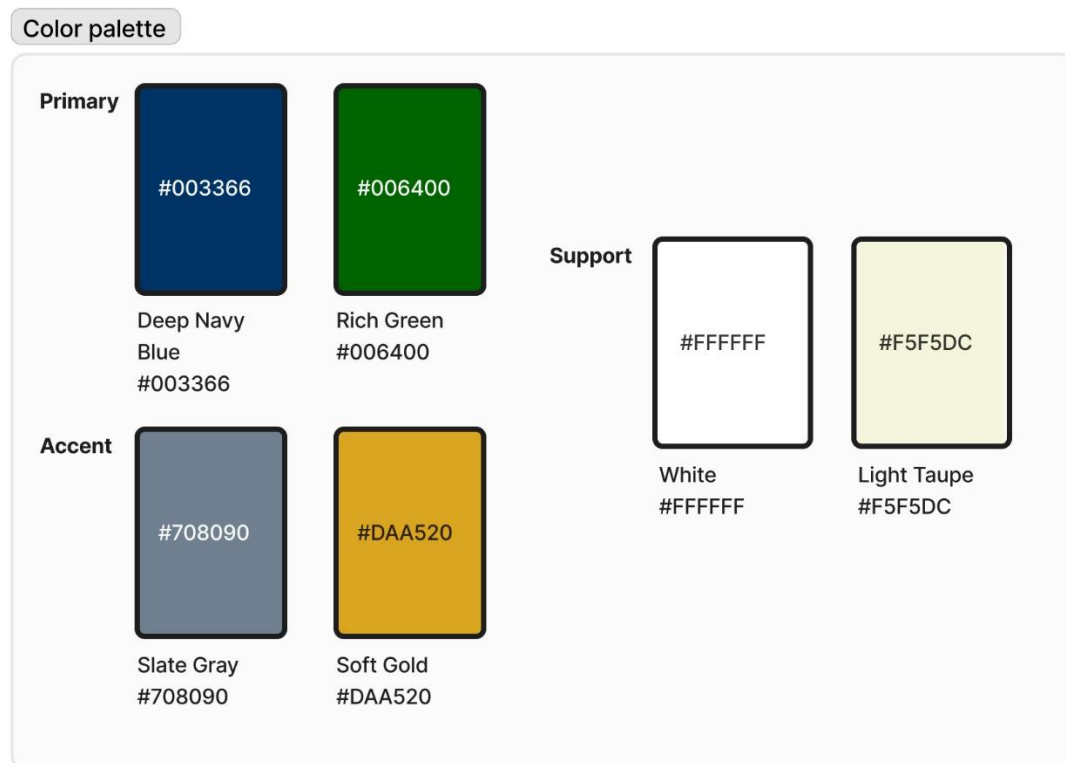 Color palette
Primary
#003366
#006400
Deep Navy
Blue
#003366
Rich Green
#006400
Accent
#708090
#DAA520
Slate Gray
#708090
Soft Gold
#DAA520
Support
#FFFFFF
#F5F5DC
White
#FFFFFF
Light Taupe
#F5F5DC